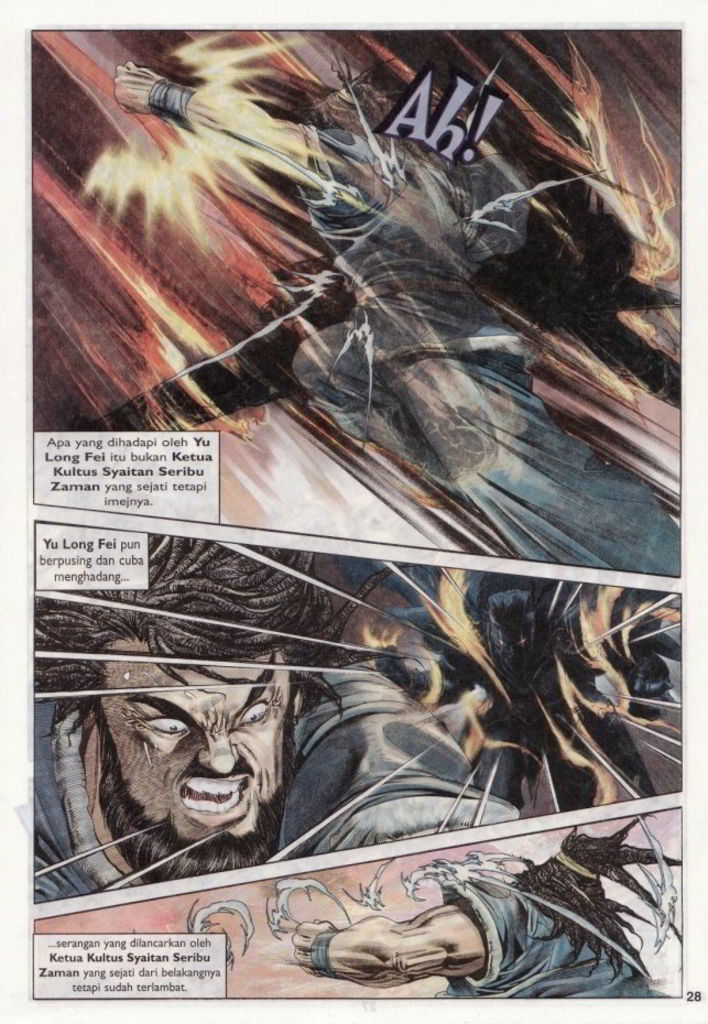 Ah!
Apa yang dihadapi oleh Yu
Long Fei itu bukan Ketua
Kultus Syaitan Seribu
Zaman yang sejati tetapi
imejnya.
Yu Long Fei pun
berpusing dan cuba
menghadang...
...serangan yang dilancarkan oleh
Ketua Kultus Syaitan Seribu
Zaman yang sejati dari belakangnya
tetapi sudah terlambat.
28